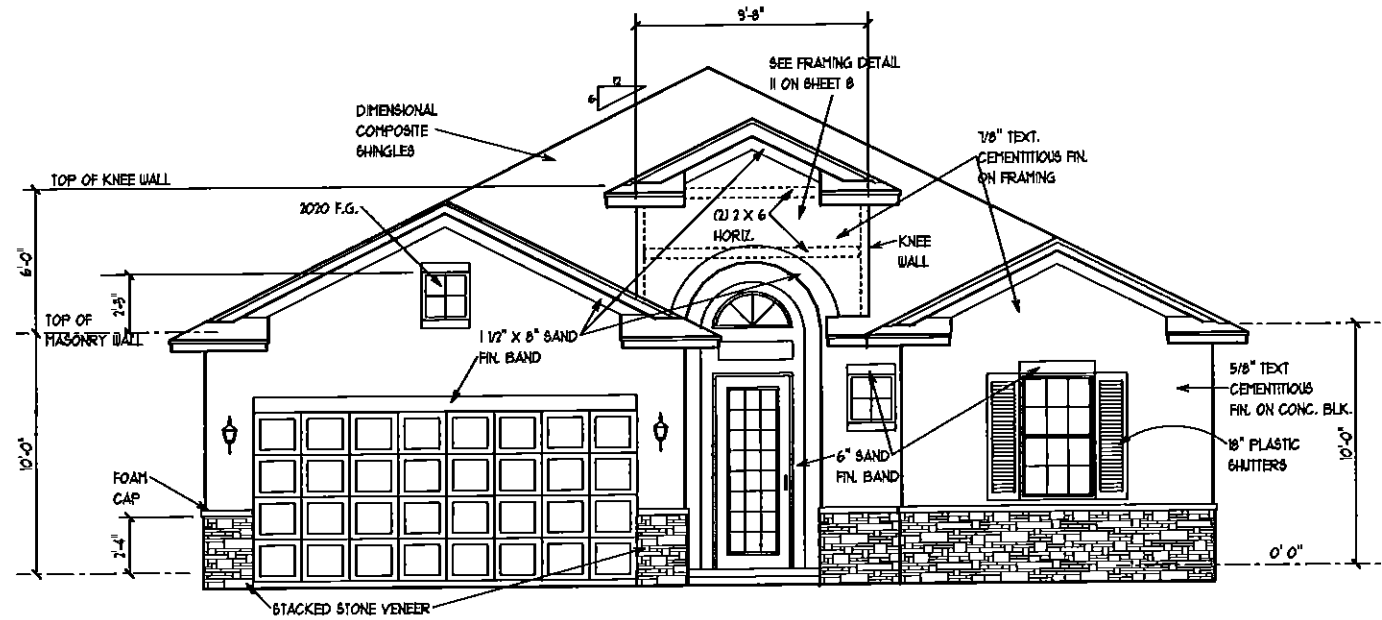 9'-8"
SEE FRAMING DETAIL
11 ON SHEET 8
12
6
DIMENSIONAL
COMPOSITE
SHINGLES
7/8" TEXT.
CEMENTITIOUS FIN.
ON FRAMING
TOP OF KNEE WALL
2020 F.G.
(2) 2 X 6
HORIZ.
KNEE
WALL
6'-0"
2'-5"
TOP OF
MASONRY WALL
1 1/2" X 8" SAND
FIN. BAND
5/8" TEXT
CEMENTITIOUS
FIN. ON CONC. BLK.
10'-0"
10'-0"
18" PLASTIC
SHUTTERS
6" SAND
FIN. BAND
FOAM
CAP
2'-4"
0' 0"
STACKED STONE VENEER